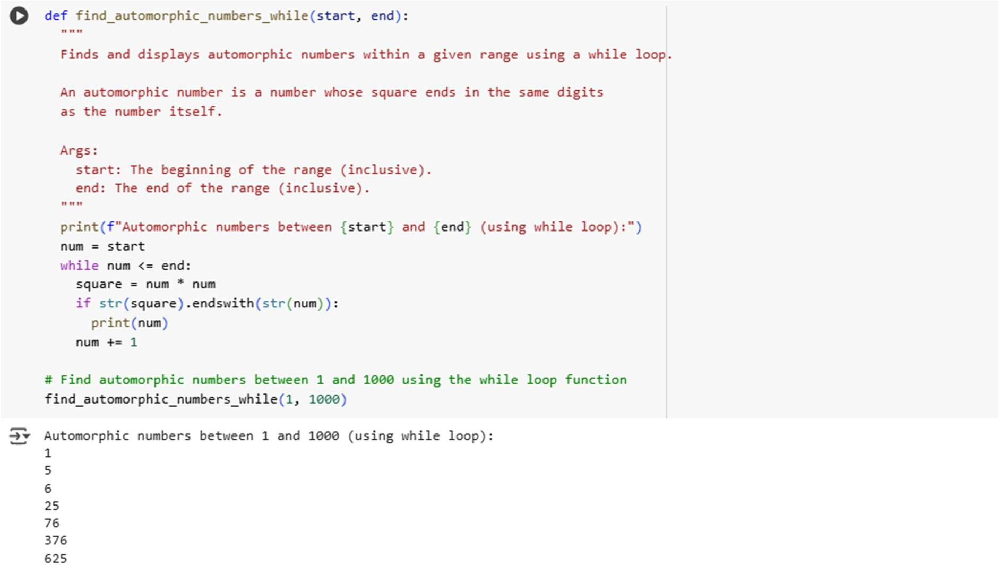 def find_automorphic_numbers_while(start, end):
  """
  Finds and displays automorphic numbers within a given range using a while loop.

  An automorphic number is a number whose square ends in the same digits
  as the number itself.

  Args:
    start: The beginning of the range (inclusive).
    end: The end of the range (inclusive).
  """
  print(f"Automorphic numbers between {start} and {end} (using while loop):")
  num = start
  while num <= end:
    square = num * num
    if str(square).endswith(str(num)):
      print(num)
    num += 1

# Find automorphic numbers between 1 and 1000 using the while loop function
find_automorphic_numbers_while(1, 1000)
Automorphic numbers between 1 and 1000 (using while loop):
1
5
6
25
76
376
625